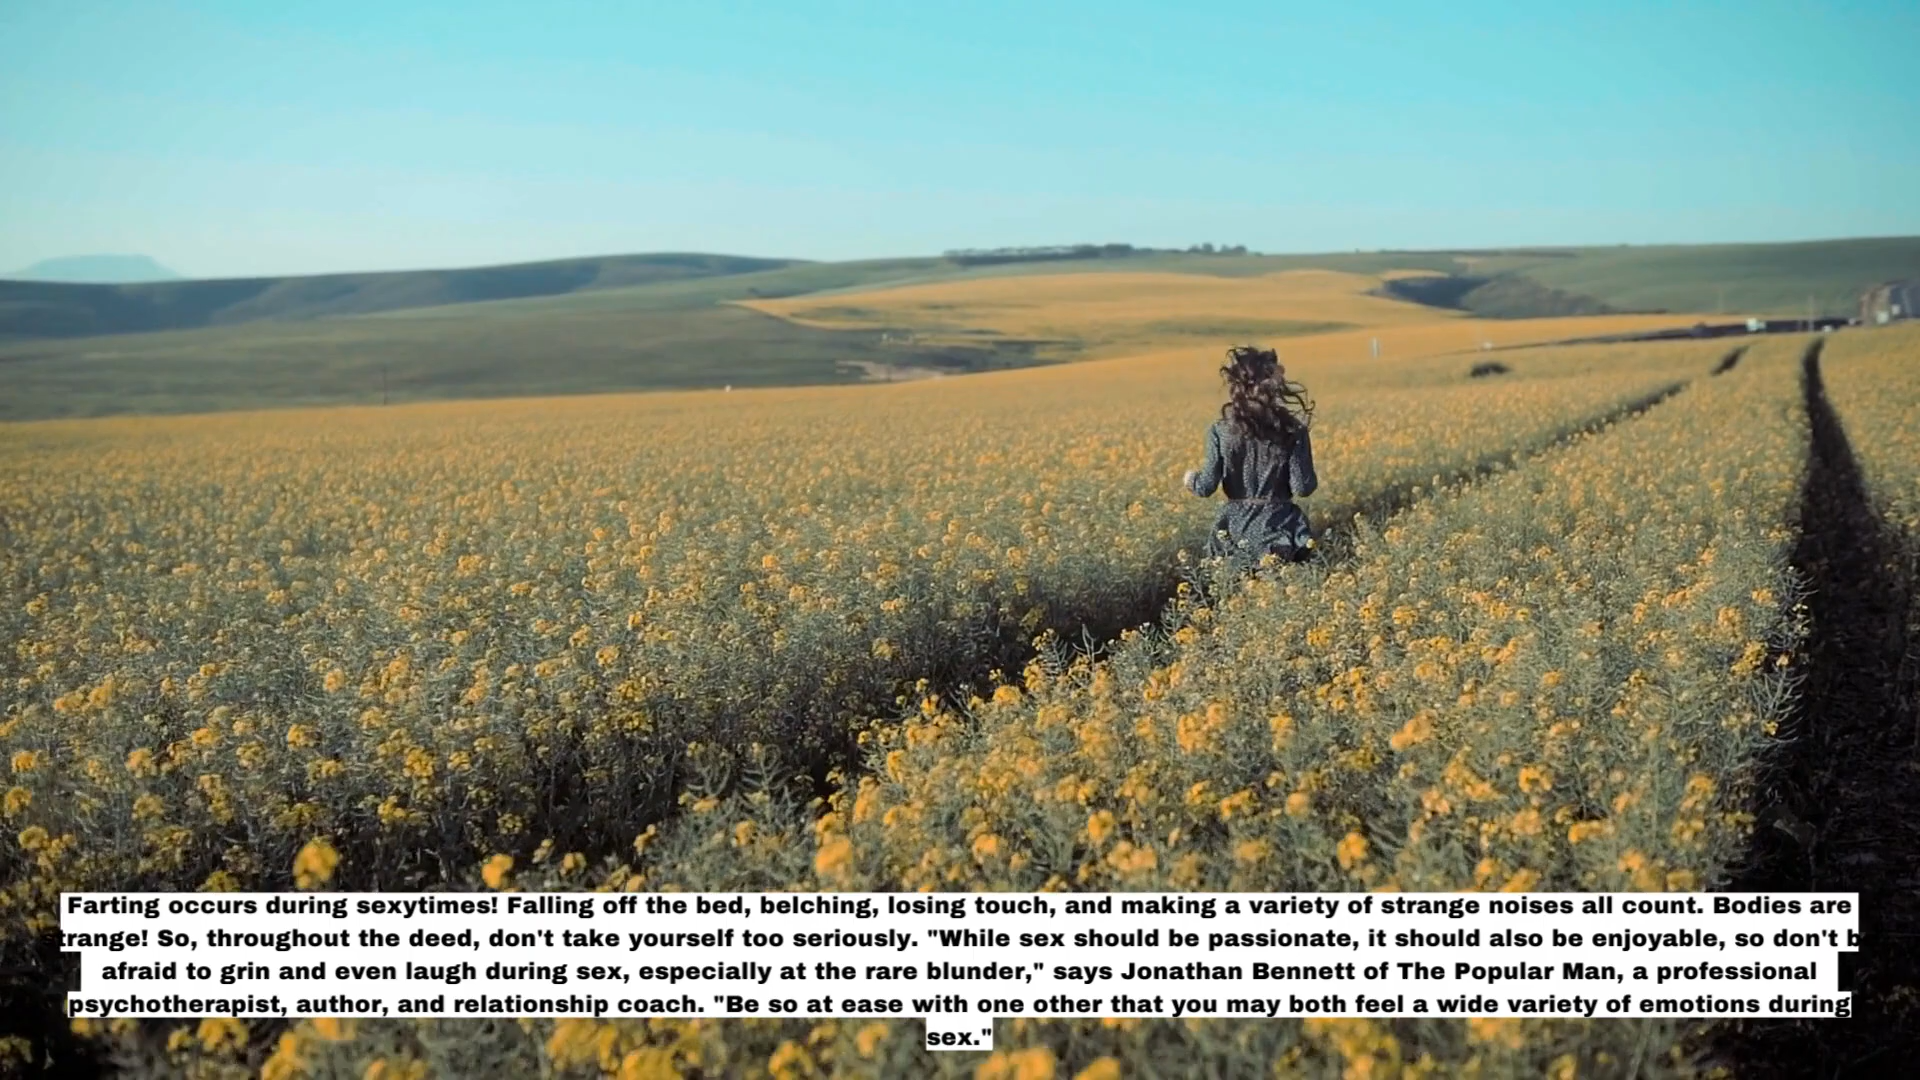 Farting occurs during sexytimes! Falling off the bed, belching, losing touch, and making a variety of strange noises all count. Bodies are
strange! So, throughout the deed, don't take yourself too seriously. "While sex should be passionate, it should also be enjoyable, so don't b
afraid to grin and even laugh during sex, especially at the rare blunder," says Jonathan Bennett of The Popular Man, a professional
psychotherapist, author, and relationship coach. "Be so at ease with one other that you may both feel a wide variety of emotions during
sex."